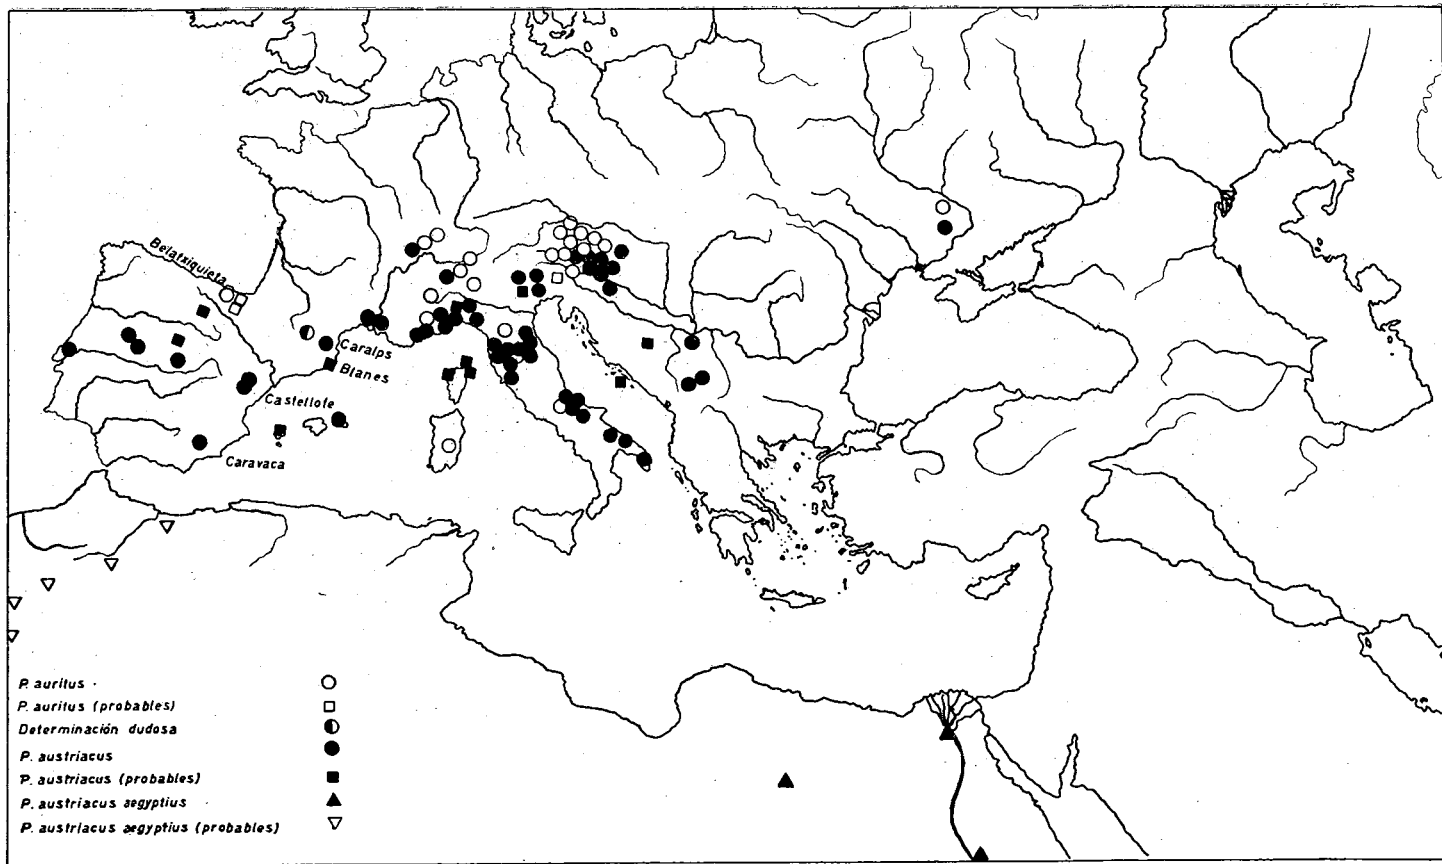 Belatxiquieta
Caralps
Blanes
Castellote
Caravaca
P. auritus
P. auritus (probables)
Determinación dudosa
P. austriacus
P. austriacus (probables)
P. austriacus aegyptius
P. austriacus aegyptius (probables)